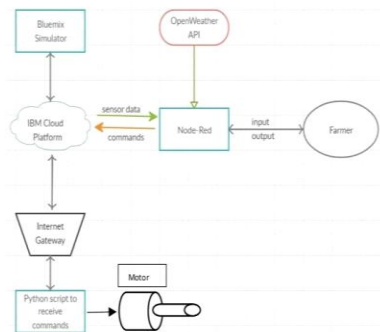 Bluemix
Simulator
OpenWeather
API
IBM Cloud
Platform
sensor data
commands
Node-Red
input
output
Farmer
Internet
Gateway
Motor
Python script to
receive
commands